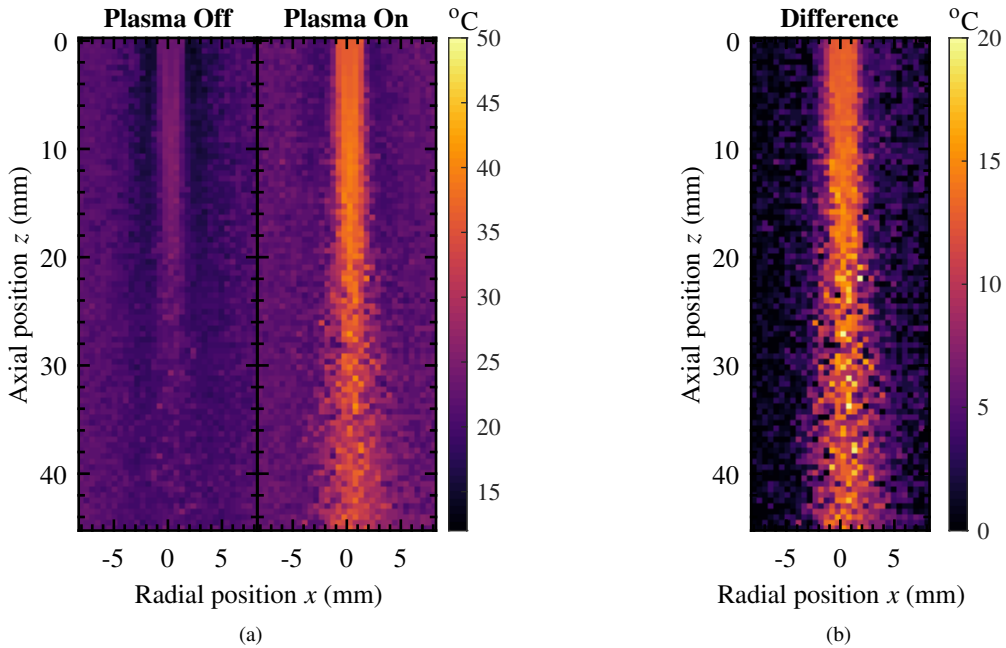 Plasma Off Plasma On °C Difference °C
0 50 0 20
45
10 40 10 15
35
20 20
30 10
30 25 30
20 5
40 40
15
0
-5 0 5 -5 0 5 -5 0 5
Axial position z (mm)
Axial position z (mm)
Radial position x (mm) Radial position x (mm)
(a) (b)